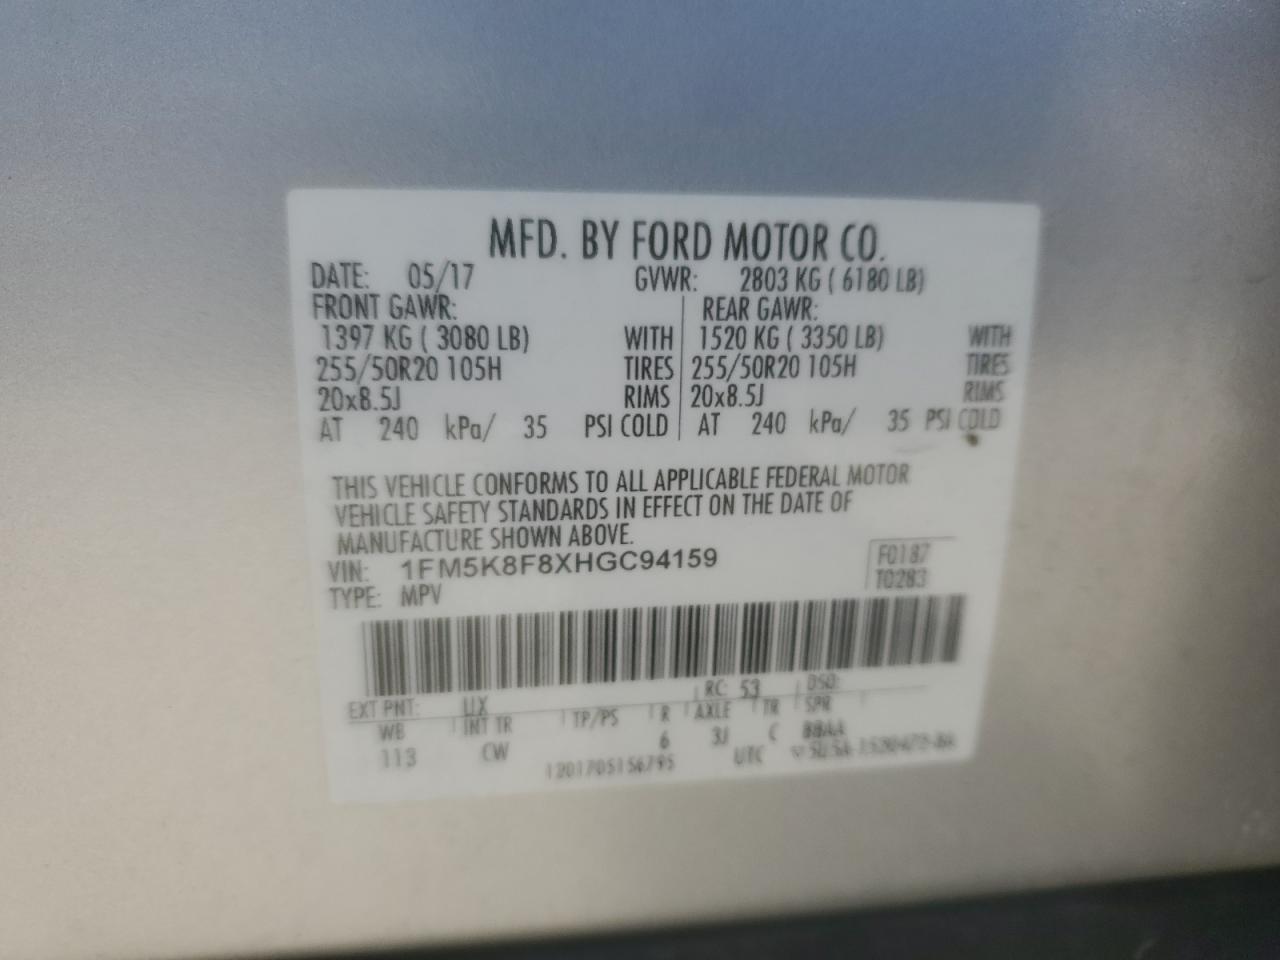 MFD. BY FORD MOTOR CO.
DATE: 05/17 GVWR: 2803 KG ( 6180 LB)
FRONT GAWR: REAR GAWR:
1397 KG ( 3080 LB) WITH 1520 KG ( 3350 LB) WITH
255/50R20 105H TIRES 255/50R20 105H TIRES
20x8.5J RIMS 20x8.5J RIMS
AT 240 kPa/ 35 PSI COLD AT 240 kPa/ 35 PSI COLD
THIS VEHICLE CONFORMS TO ALL APPLICABLE FEDERAL MOTOR
VEHICLE SAFETY STANDARDS IN EFFECT ON THE DATE OF
MANUFACTURE SHOWN ABOVE.
VIN: 1FM5K8F8XHGC94159 F0187
TYPE: MPV T0283
EXT PNT: UX RC: 53 DSO:
WB INT TR TP/PS R AXLE TR SPR
113 CW 6 3J C BBAA
1201705156795 UTC